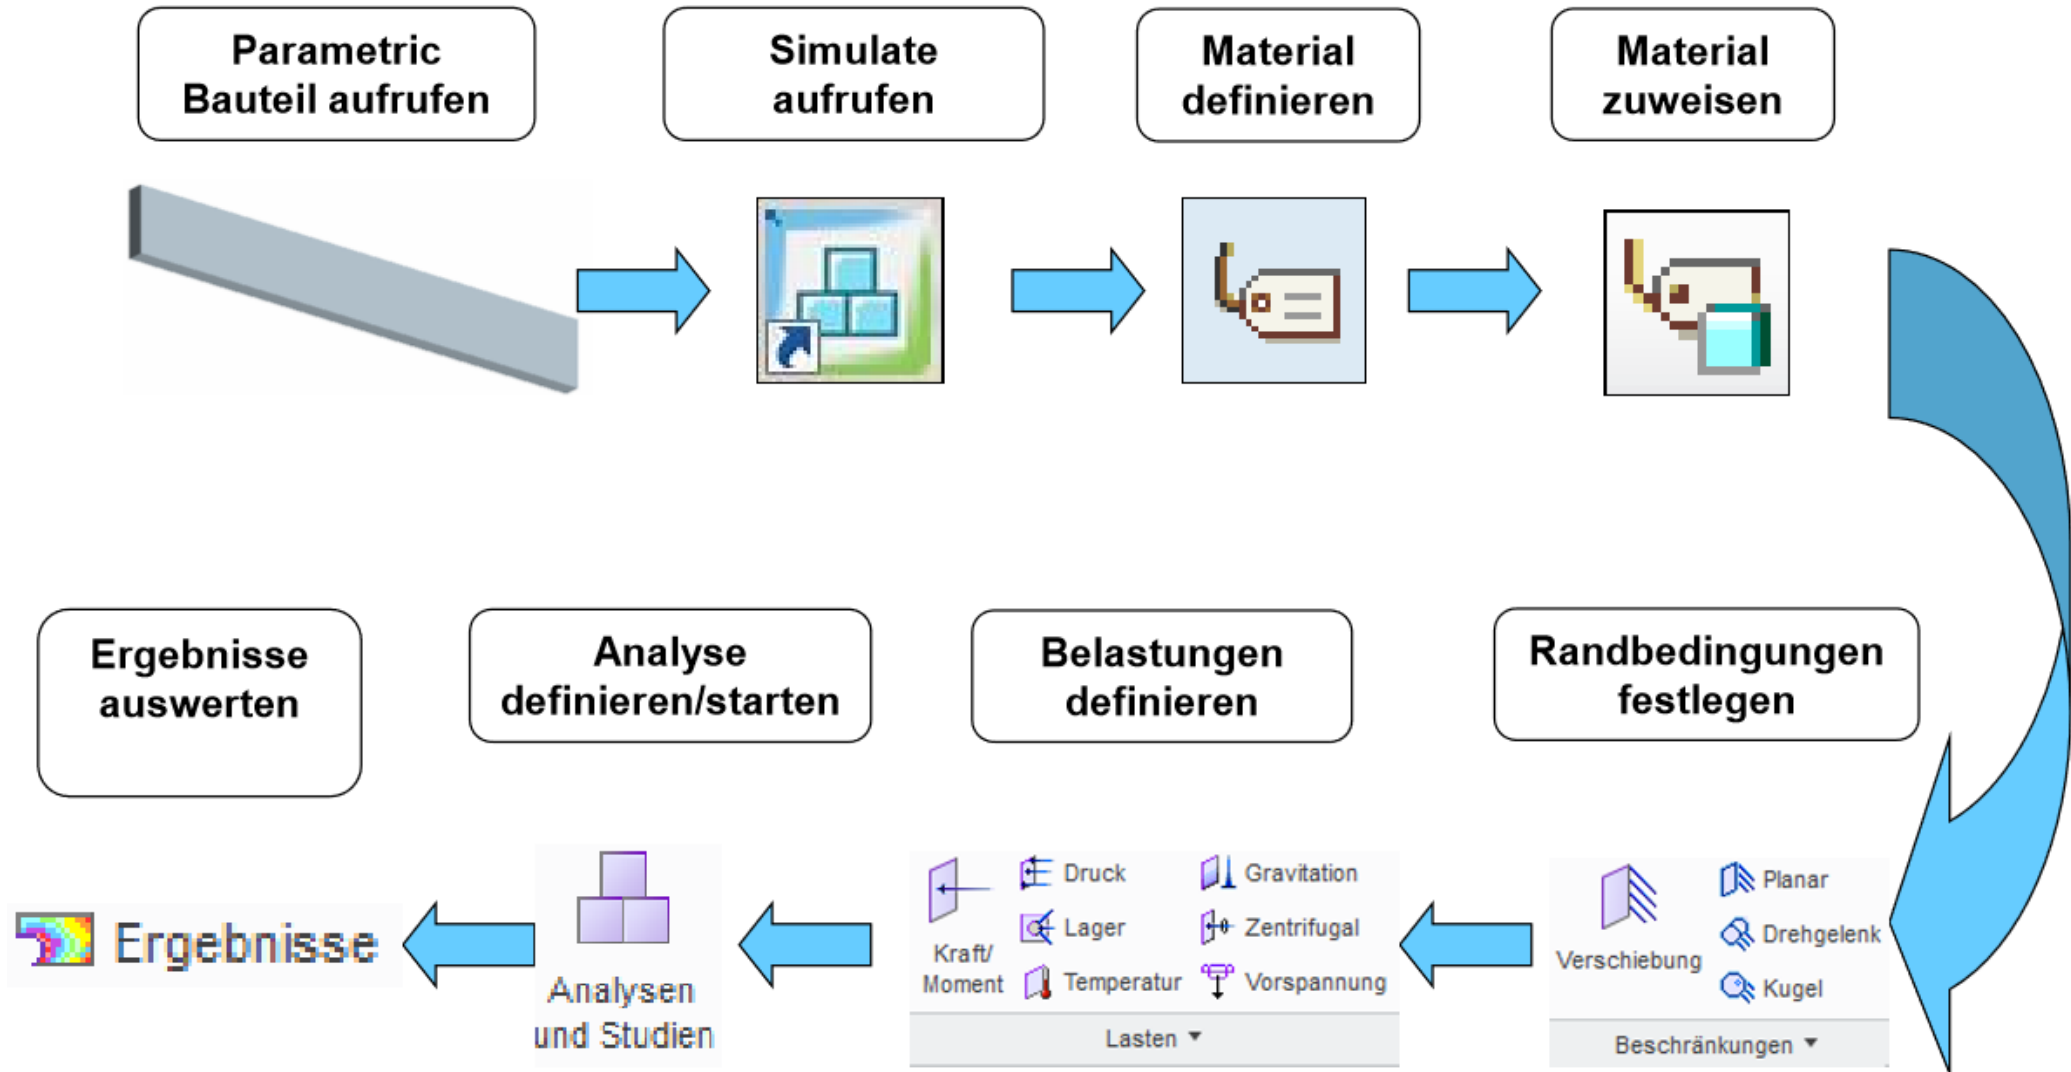 Parametric
Bauteil aufrufen
Simulate
aufrufen
Material
definieren
Material
zuweisen
Randbedingungen
festlegen
Belastungen
definieren
Analyse
definieren/starten
Ergebnisse
auswerten
Verschiebung
Planar
Drehgelenk
Kugel
Beschränkungen
Kraft/
Moment
Druck
Lager
Temperatur
Gravitation
Zentrifugal
Vorspannung
Lasten
Analysen
und Studien
Ergebnisse